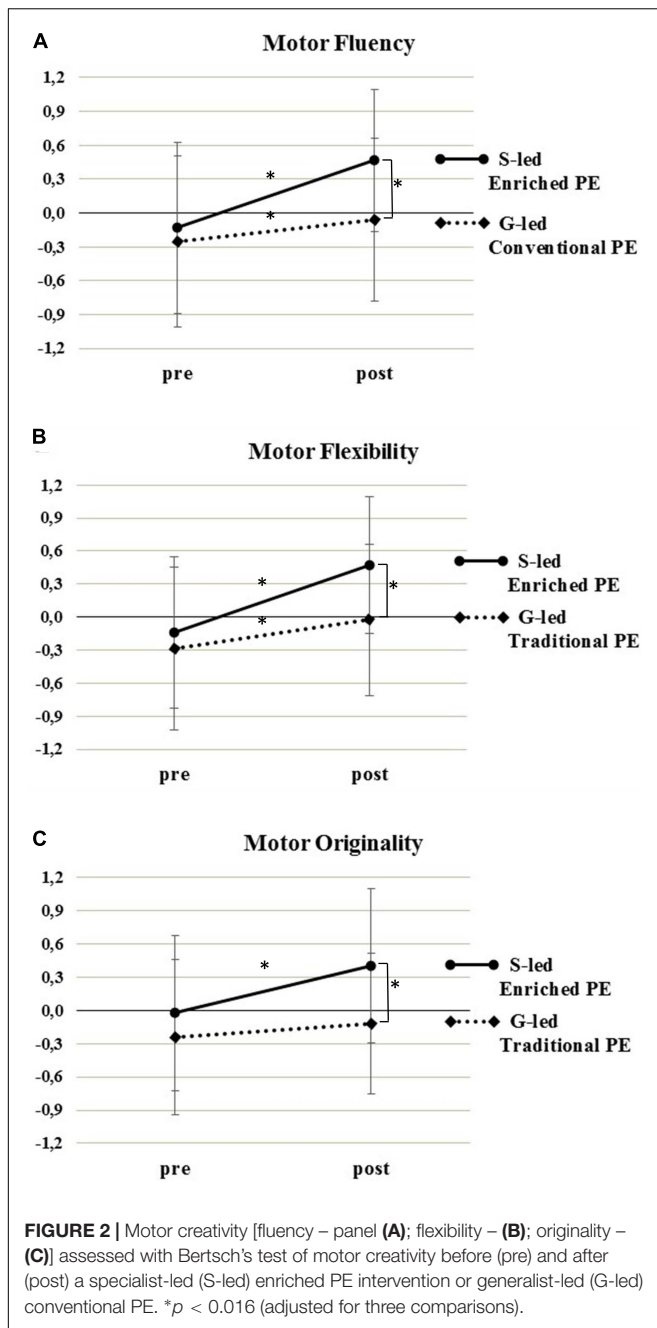 A
Motor Fluency
1,2
0,9
0,6
0,3
0,0
-0,3
-0,6
-0,9
-1,2
*
*
*
pre
post
S-led
Enriched PE
G-led
Conventional PE
B
Motor Flexibility
1,2
0,9
0,6
0,3
0,0
-0,3
-0,6
-0,9
-1,2
*
*
*
pre
post
S-led
Enriched PE
G-led
Traditional PE
C
Motor Originality
1,2
0,9
0,6
0,3
0,0
-0,3
-0,6
-0,9
-1,2
*
*
pre
post
S-led
Enriched PE
G-led
Traditional PE
FIGURE 2 | Motor creativity [fluency – panel (A); flexibility – (B); originality –
(C)] assessed with Bertsch's test of motor creativity before (pre) and after
(post) a specialist-led (S-led) enriched PE intervention or generalist-led (G-led)
conventional PE. *p < 0.016 (adjusted for three comparisons).